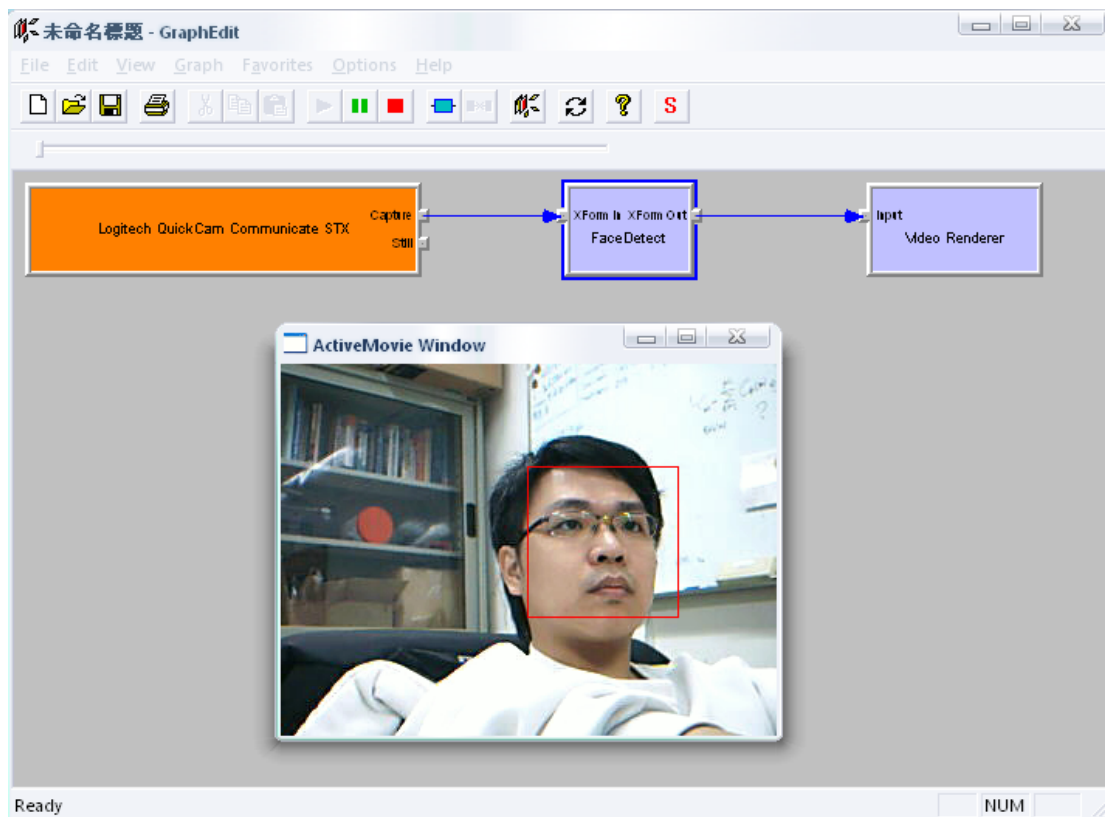 未命名標題 - GraphEdit
File Edit View Graph Favorites Options Help
S
Logitech QuickCam Communicate STX
Capture
Still
XForm In XForm Out
FaceDetect
Input
Video Renderer
ActiveMovie Window
Ready
NUM